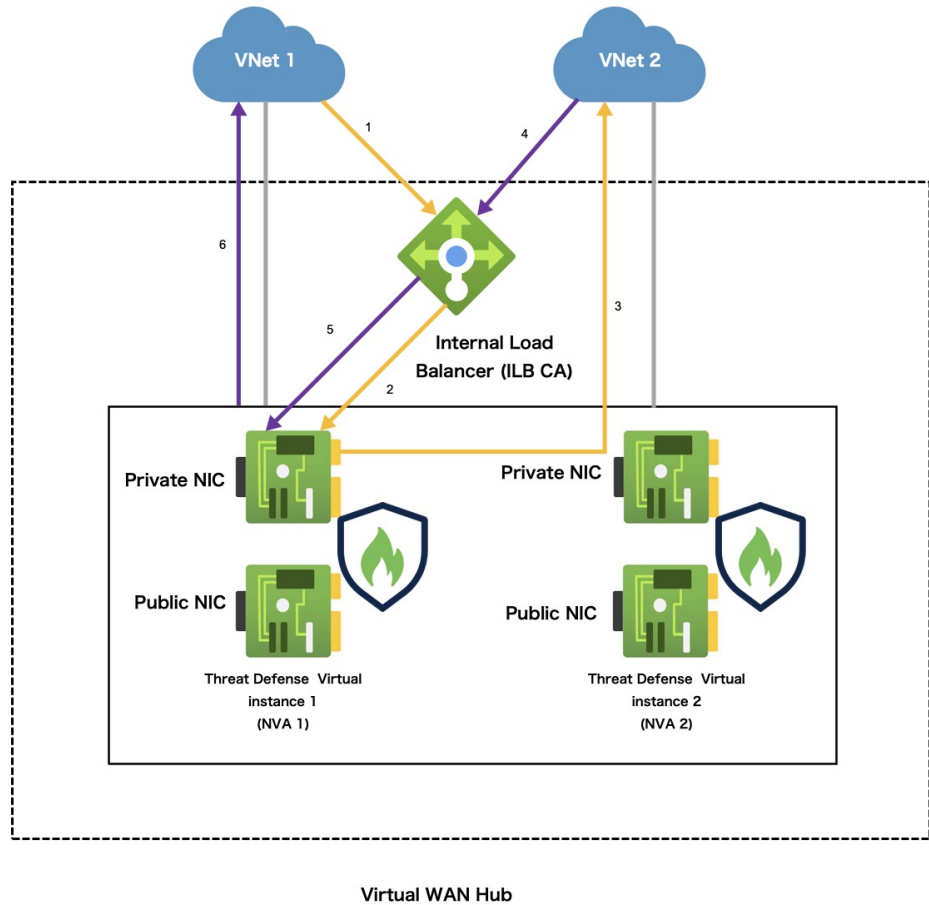 VNet 1
VNet 2
1
4
6
3
5
Internal Load
Balancer (ILB CA)
2
Private NIC
Private NIC
Public NIC
Public NIC
Threat Defense Virtual
instance 1
(NVA 1)
Threat Defense Virtual
instance 2
(NVA 2)
Virtual WAN Hub